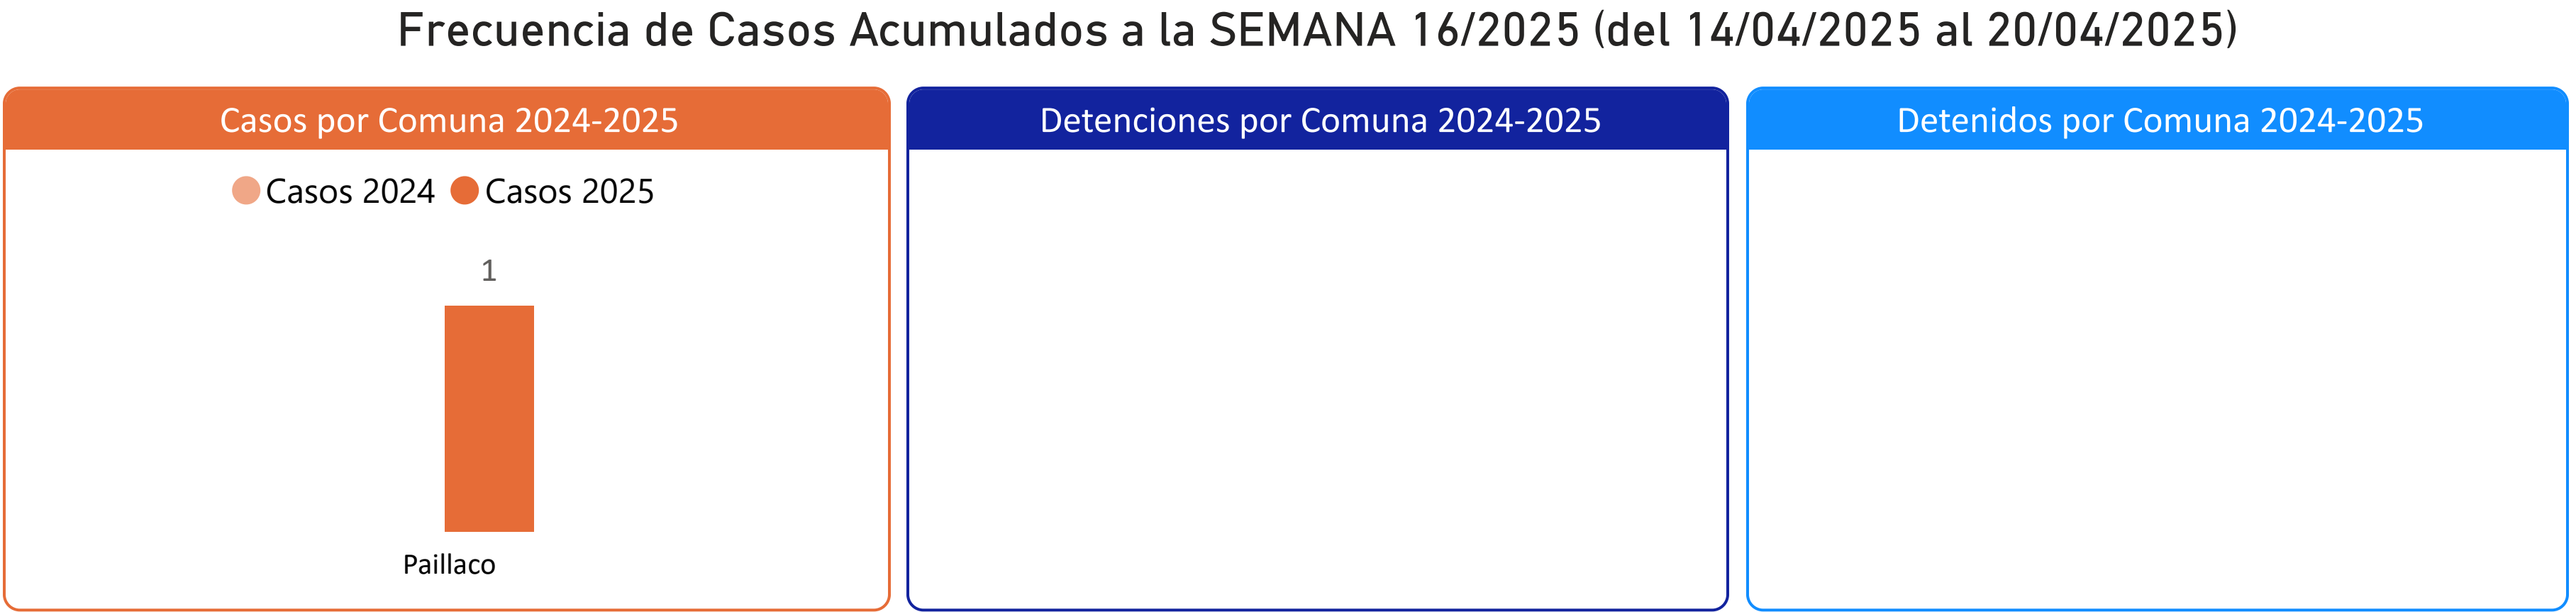 Frecuencia de Casos Acumulados a la SEMANA 16/2025 (del 14/04/2025 al 20/04/2025)
Casos por Comuna 2024-2025
Casos 2024 Casos 2025
1
Paillaco
Detenciones por Comuna 2024-2025
Detenidos por Comuna 2024-2025